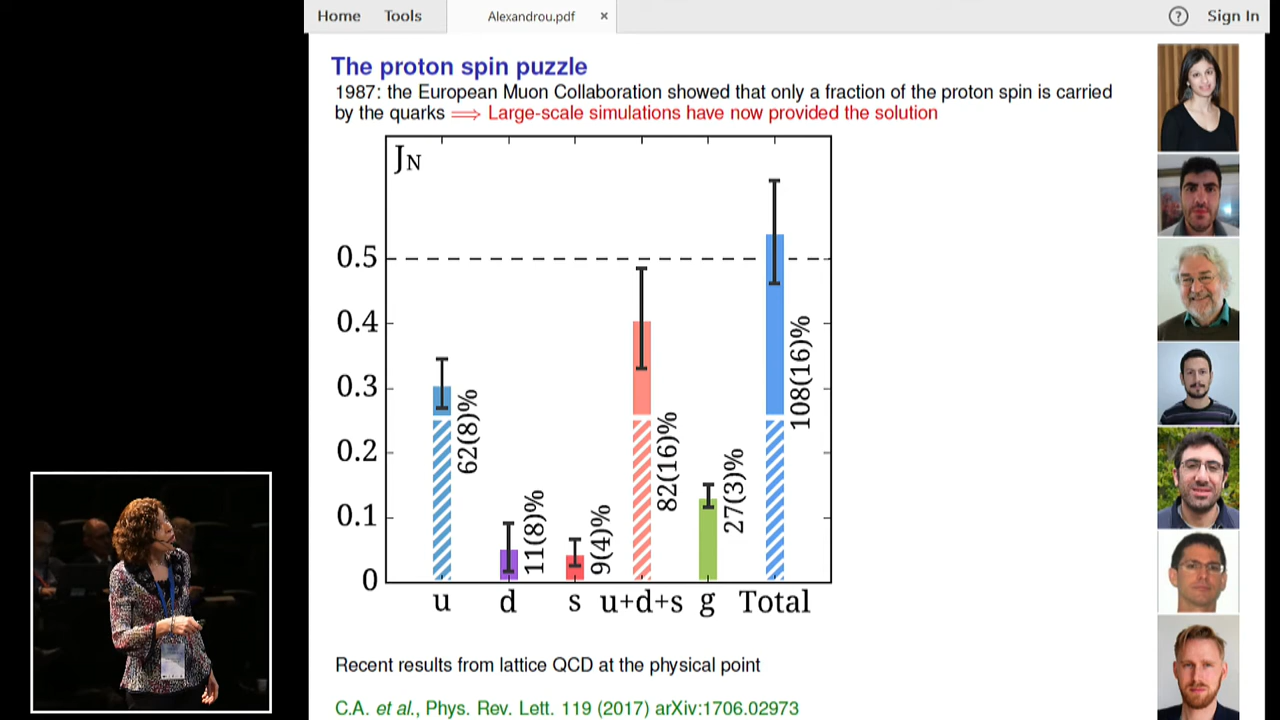 Home Tools Alexandrou.pdf × ? Sign In
The proton spin puzzle
1987: the European Muon Collaboration showed that only a fraction of the proton spin is carried
by the quarks ⟹ Large-scale simulations have now provided the solution
JN
0.5
0.4
0.3
0.2
0.1
0
62(8)%
11(8)%
9(4)%
82(16)%
27(3)%
108(16)%
u d s u+d+s g Total
Recent results from lattice QCD at the physical point
C.A. et al., Phys. Rev. Lett. 119 (2017) arXiv:1706.02973